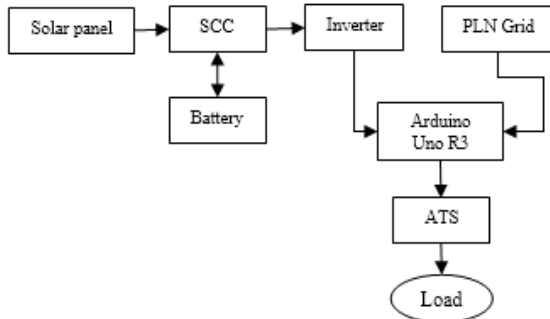 Solar panel
SCC
Inverter
PLN Grid
Battery
Arduino
Uno R3
ATS
Load